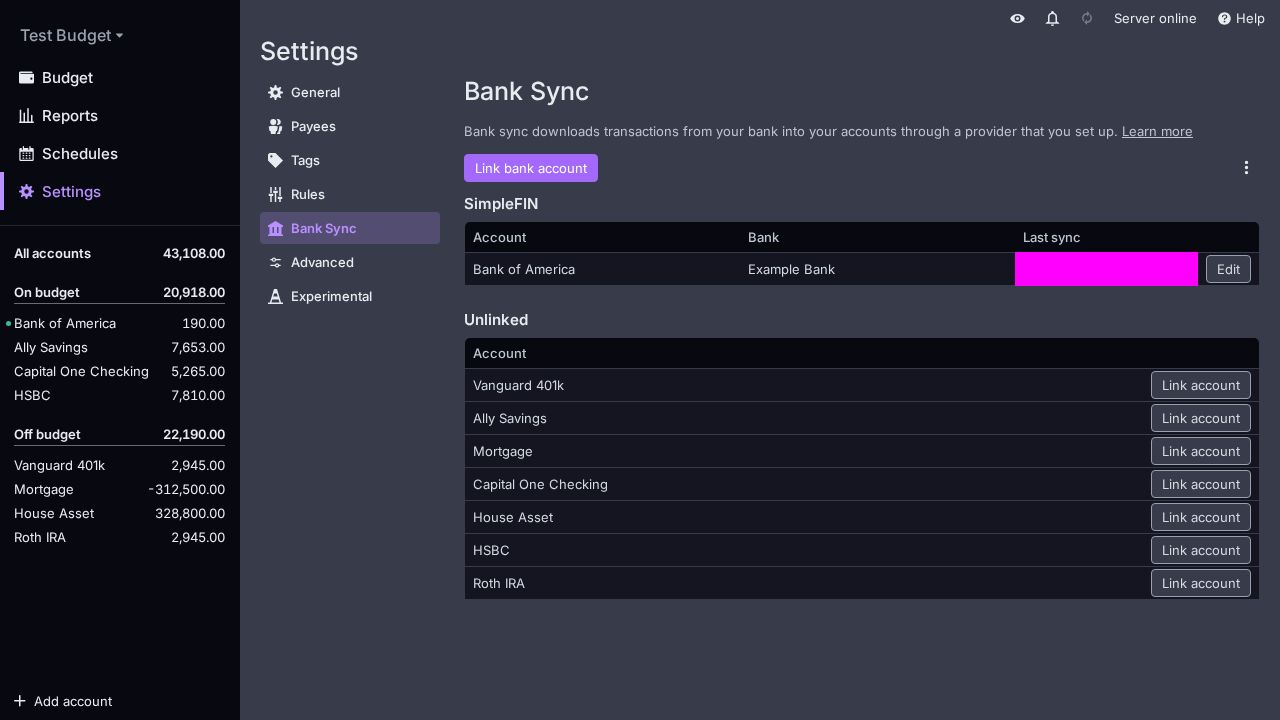 Test Budget
Budget
Reports
Schedules
Settings
All accounts 43,108.00
On budget 20,918.00
Bank of America 190.00
Ally Savings 7,653.00
Capital One Checking 5,265.00
HSBC 7,810.00
Off budget 22,190.00
Vanguard 401k 2,945.00
Mortgage -312,500.00
House Asset 328,800.00
Roth IRA 2,945.00
Add account
Server online
Help
Settings
General
Payees
Tags
Rules
Bank Sync
Advanced
Experimental
Bank Sync
Bank sync downloads transactions from your bank into your accounts through a provider that you set up. Learn more
Link bank account
SimpleFIN
Account Bank Last sync
Bank of America Example Bank Edit
Unlinked
Account
Vanguard 401k Link account
Ally Savings Link account
Mortgage Link account
Capital One Checking Link account
House Asset Link account
HSBC Link account
Roth IRA Link account